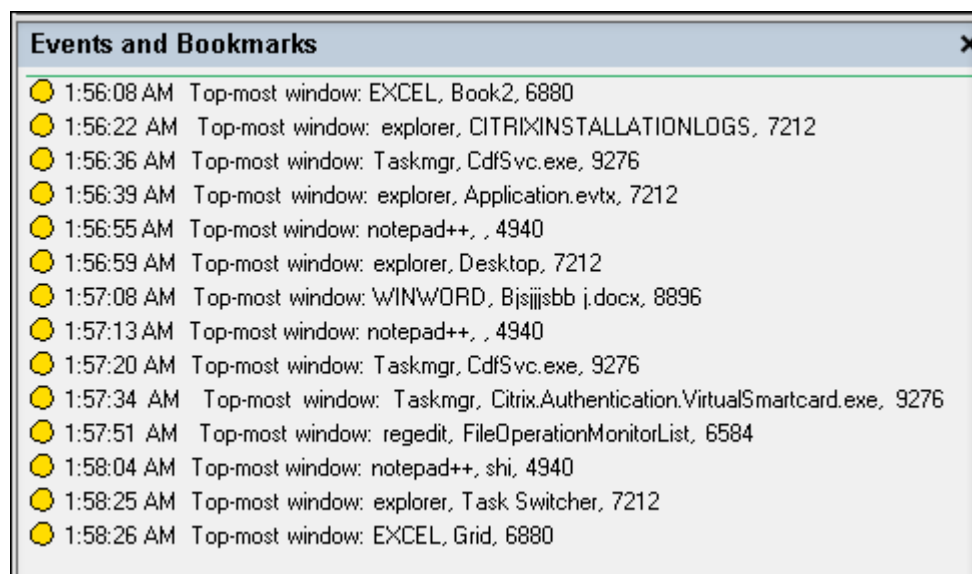 Events and Bookmarks
1:56:08 AM Top-most window: EXCEL, Book2, 6880
1:56:22 AM Top-most window: explorer, CITRIXINSTALLATIONLOGS, 7212
1:56:36 AM Top-most window: Taskmgr, CdfSvc.exe, 9276
1:56:39 AM Top-most window: explorer, Application.evtx, 7212
1:56:55 AM Top-most window: notepad++, , 4940
1:56:59 AM Top-most window: explorer, Desktop, 7212
1:57:08 AM Top-most window: WINWORD, Bjsjjjsbb j.docx, 8896
1:57:13 AM Top-most window: notepad++, , 4940
1:57:20 AM Top-most window: Taskmgr, CdfSvc.exe, 9276
1:57:34 AM Top-most window: Taskmgr, Citrix.Authentication.VirtualSmartcard.exe, 9276
1:57:51 AM Top-most window: regedit, FileOperationMonitorList, 6584
1:58:04 AM Top-most window: notepad++, shi, 4940
1:58:25 AM Top-most window: explorer, Task Switcher, 7212
1:58:26 AM Top-most window: EXCEL, Grid, 6880